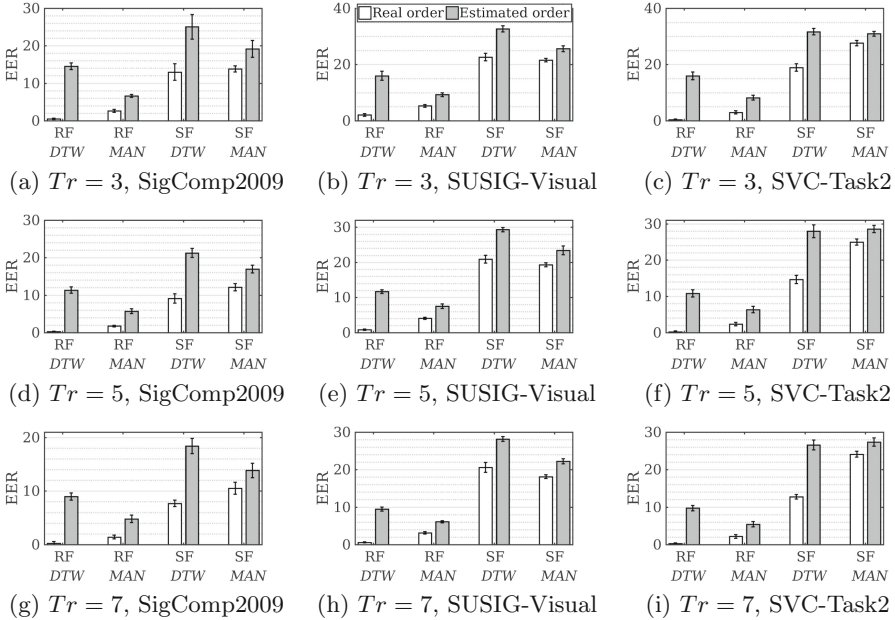 Real order Estimated order
EER
30
20
10
0
RF RF SF SF
DTW MAN DTW MAN
(a) Tr = 3, SigComp2009
EER
40
20
0
RF RF SF SF
DTW MAN DTW MAN
(b) Tr = 3, SUSIG-Visual
EER
40
20
0
RF RF SF SF
DTW MAN DTW MAN
(c) Tr = 3, SVC-Task2
EER
30
20
10
0
RF RF SF SF
DTW MAN DTW MAN
(d) Tr = 5, SigComp2009
EER
30
20
10
0
RF RF SF SF
DTW MAN DTW MAN
(e) Tr = 5, SUSIG-Visual
EER
30
20
10
0
RF RF SF SF
DTW MAN DTW MAN
(f) Tr = 5, SVC-Task2
EER
20
10
0
RF RF SF SF
DTW MAN DTW MAN
(g) Tr = 7, SigComp2009
EER
30
20
10
0
RF RF SF SF
DTW MAN DTW MAN
(h) Tr = 7, SUSIG-Visual
EER
30
20
10
0
RF RF SF SF
DTW MAN DTW MAN
(i) Tr = 7, SVC-Task2